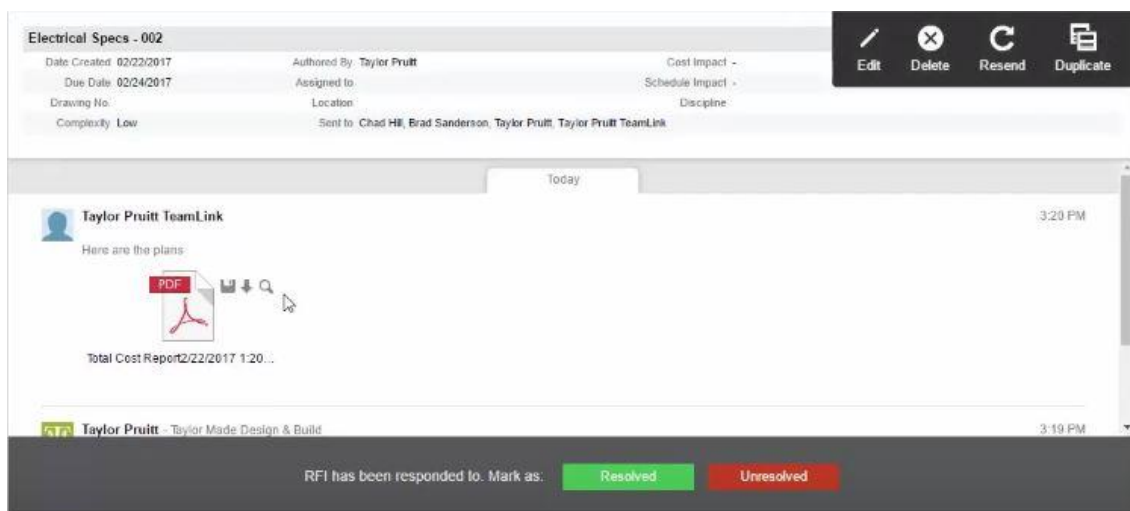 Electrical Specs - 002
Edit Delete Resend Duplicate
Date Created 02/22/2017 Authored By Taylor Pruitt Cost Impact -
Due Date 02/24/2017 Assigned to Schedule Impact -
Drawing No. Location Discipline
Complexity Low Sent to Chad Hill, Brad Sanderson, Taylor Pruitt, Taylor Pruitt TeamLink
Today
Taylor Pruitt TeamLink 3:20 PM
Here are the plans
PDF
Total Cost Report2/22/2017 1:20...
Taylor Pruitt - Taylor Made Design & Build 3:19 PM
RFI has been responded to. Mark as: Resolved Unresolved